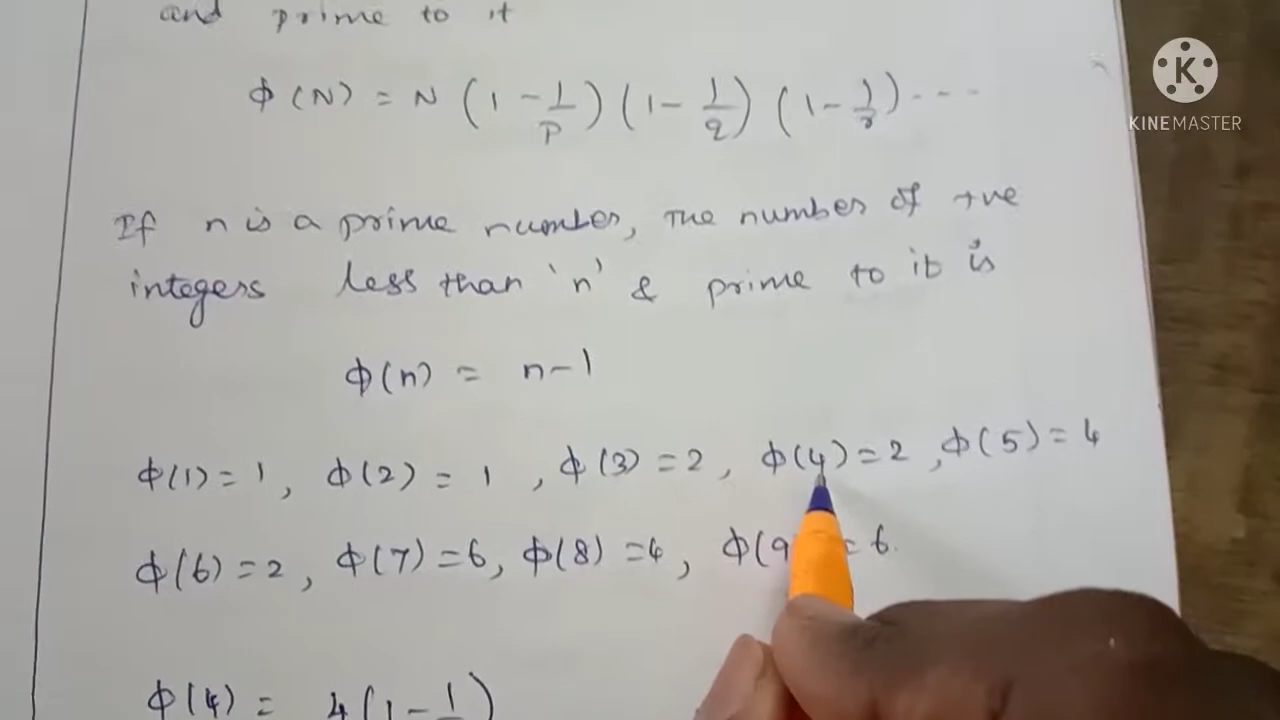 and prime to it
K
KINEMASTER
Φ(N) = N (1 - 1/p) (1 - 1/q) (1 - 1/r) ---
If n is a prime number, The number of +ve
integers less than 'n' & prime to it is
Φ(n) = n-1
Φ(1) = 1, Φ(2) = 1, Φ(3) = 2, Φ(4) = 2, Φ(5) = 4
Φ(6) = 2, Φ(7) = 6, Φ(8) = 4, Φ(9 = 6.
Φ(4) = 4(1 - 1 )